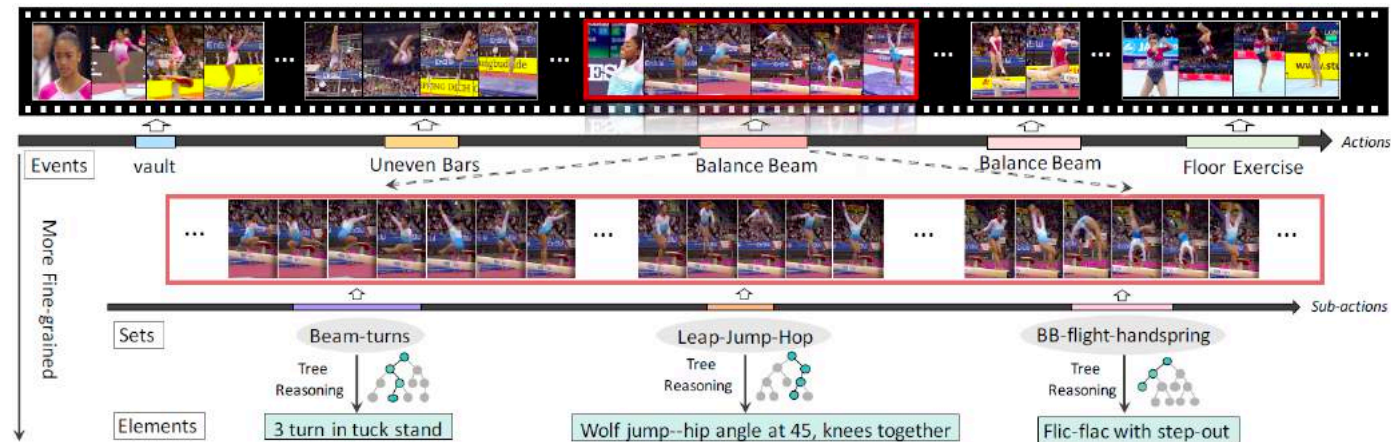 ...
...
...
...
Actions
Events
vault
Uneven Bars
Balance Beam
Balance Beam
Floor Exercise
More Fine-grained
...
...
...
...
Sub-actions
Sets
Beam-turns
Leap-Jump-Hop
BB-flight-handspring
Tree
Reasoning
Tree
Reasoning
Tree
Reasoning
Elements
3 turn in tuck stand
Wolf jump--hip angle at 45, knees together
Flic-flac with step-out